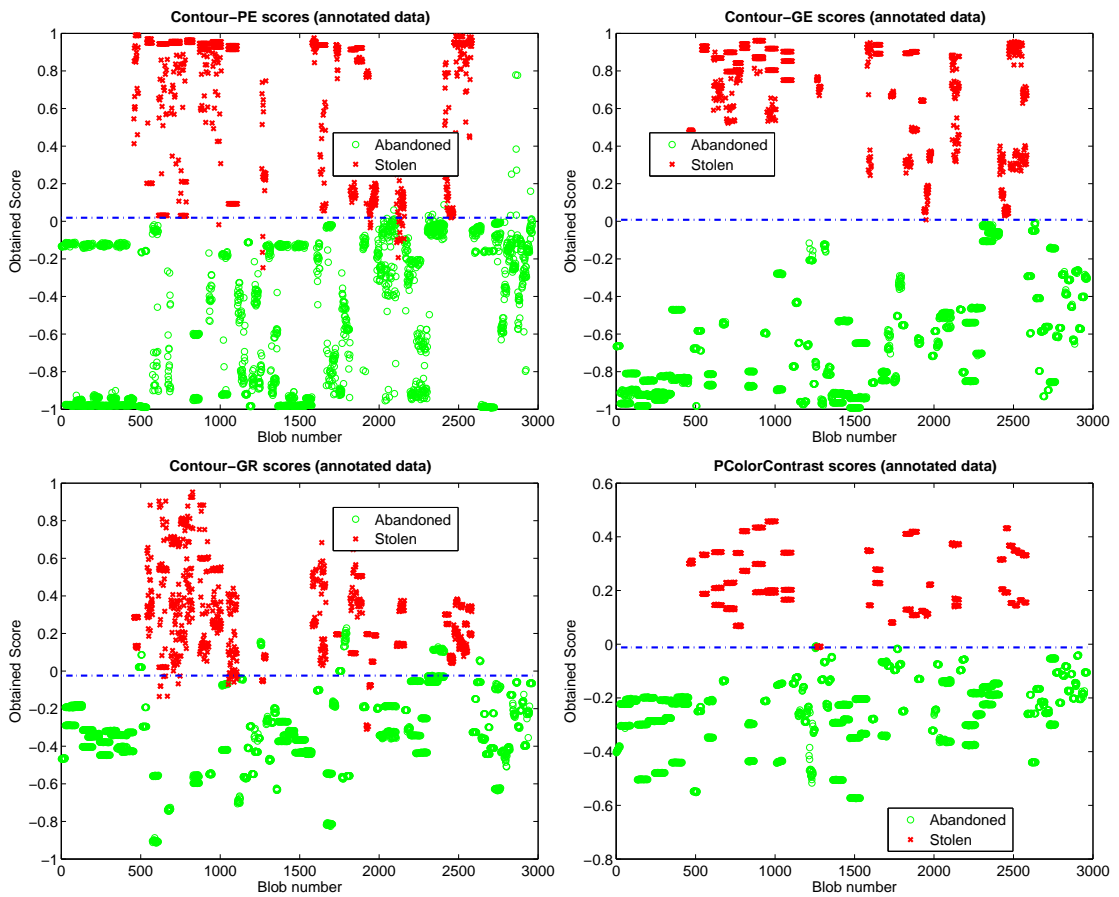 Contour−PE scores (annotated data)
1
0.8
0.6
0.4
0.2
0
−0.2
−0.4
−0.6
−0.8
−1
Obtained Score
Abandoned
Stolen
0 500 1000 1500 2000 2500 3000
Blob number
Contour−GE scores (annotated data)
1
0.8
0.6
0.4
0.2
0
−0.2
−0.4
−0.6
−0.8
−1
Obtained Score
Abandoned
Stolen
0 500 1000 1500 2000 2500 3000
Blob number
Contour−GR scores (annotated data)
1
0.8
0.6
0.4
0.2
0
−0.2
−0.4
−0.6
−0.8
−1
Obtained Score
Abandoned
Stolen
0 500 1000 1500 2000 2500 3000
Blob number
PColorContrast scores (annotated data)
0.6
0.4
0.2
0
−0.2
−0.4
−0.6
−0.8
Obtained Score
Abandoned
Stolen
0 500 1000 1500 2000 2500 3000
Blob number